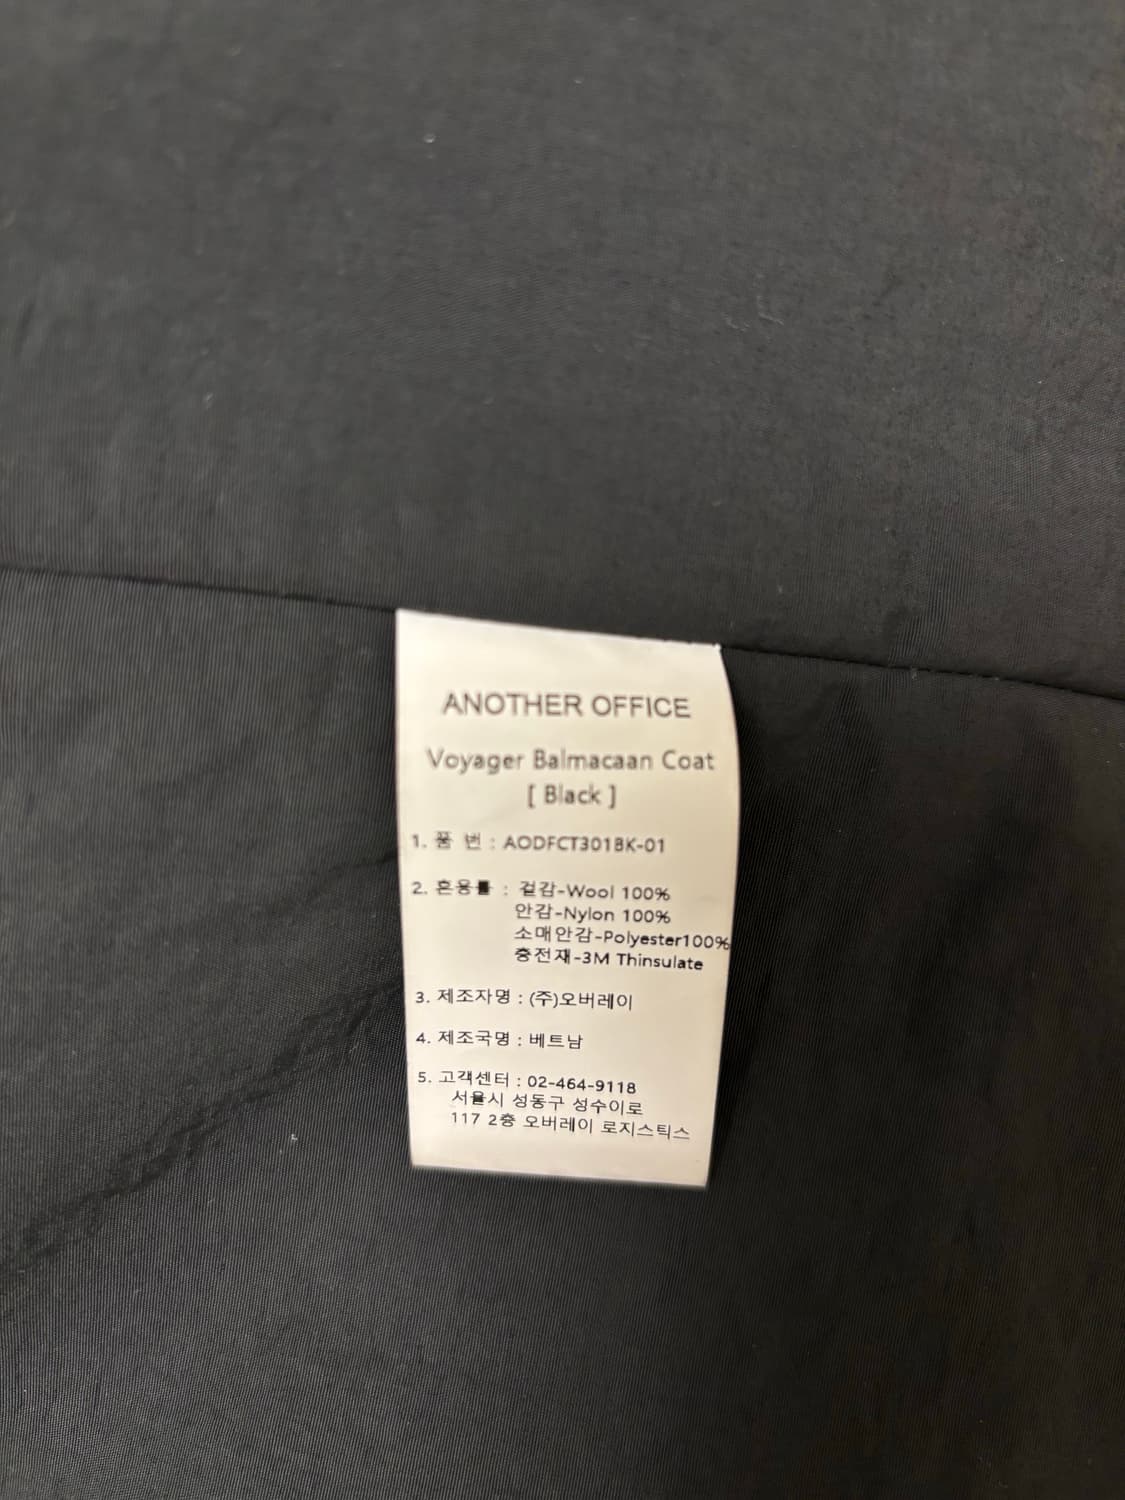 ANOTHER OFFICE
Voyager Balmacaan Coat
[ Black ]
1. 품 번 : AODFCT301BK-01
2. 혼용률 : 겉감-Wool 100%
안감-Nylon 100%
소매안감-Polyester100%
충전재-3M Thinsulate
3. 제조자명 : (주)오버레이
4. 제조국명 : 베트남
5. 고객센터 : 02-464-9118
서울시 성동구 성수이로
117 2층 오버레이 로지스틱스